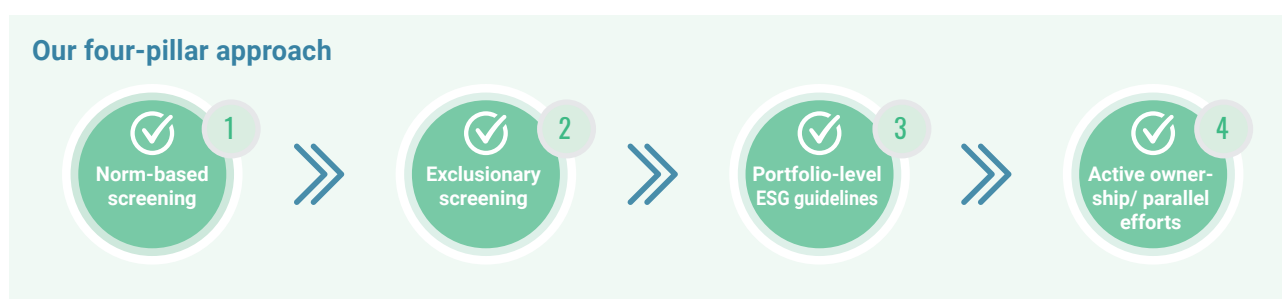 Our four-pillar approach
1
Norm-based
screening
2
Exclusionary
screening
3
Portfolio-level
ESG guidelines
4
Active owner-
ship/ parallel
efforts